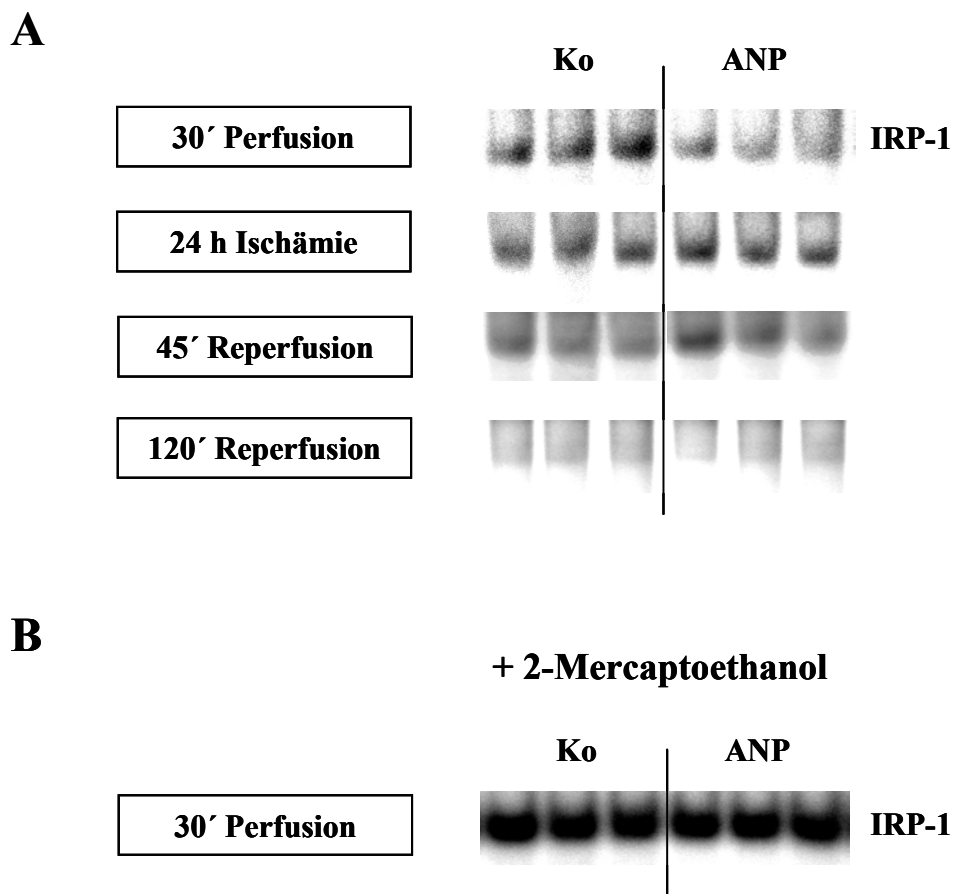 A
Ko ANP
30´ Perfusion IRP-1
24 h Ischämie
45´ Reperfusion
120´ Reperfusion
B
+ 2-Mercaptoethanol
Ko ANP
30´ Perfusion IRP-1